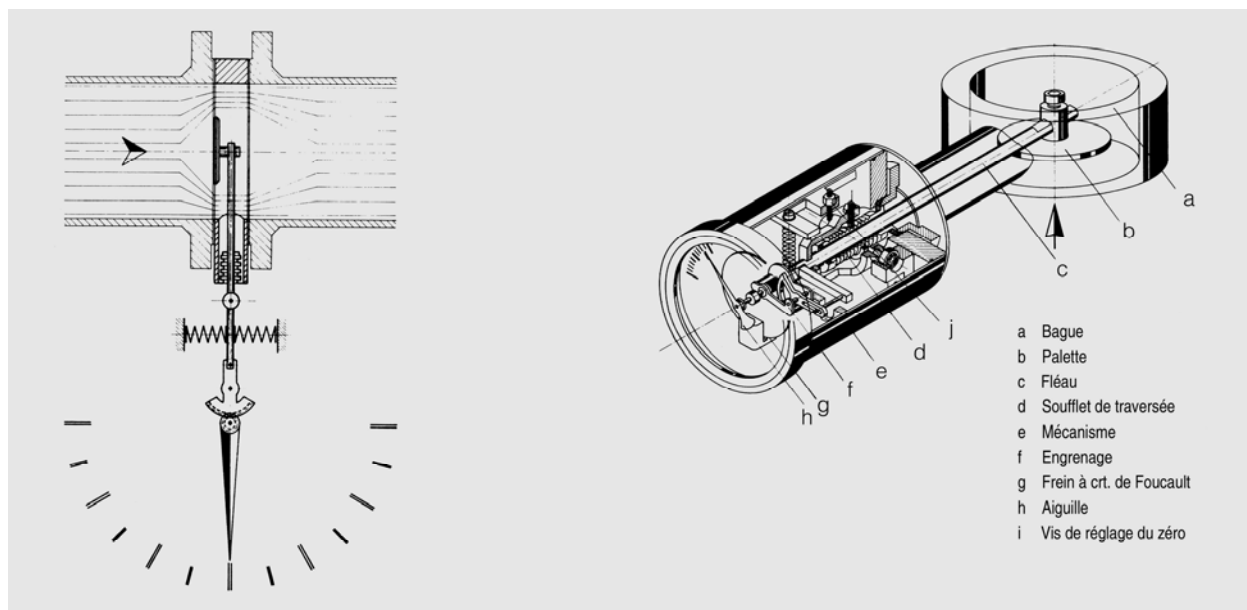 a
b
c
j
d
e
f
g
h
a Bague
b Palette
c Fléau
d Soufflet de traversée
e Mécanisme
f Engrenage
g Frein à crt. de Foucault
h Aiguille
i Vis de réglage du zéro